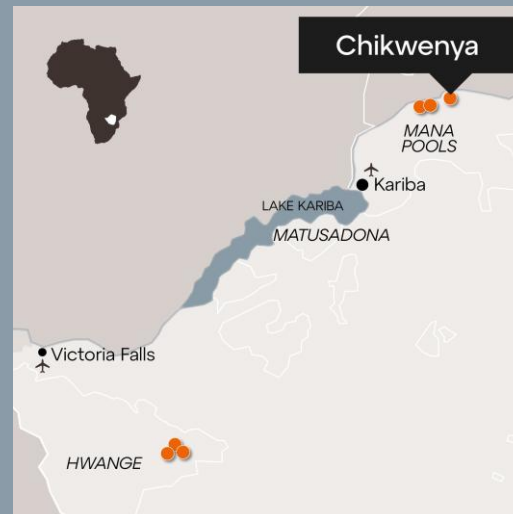 Chikwenya
MANA
POOLS
Kariba
LAKE KARIBA
MATUSADONA
Victoria Falls
HWANGE